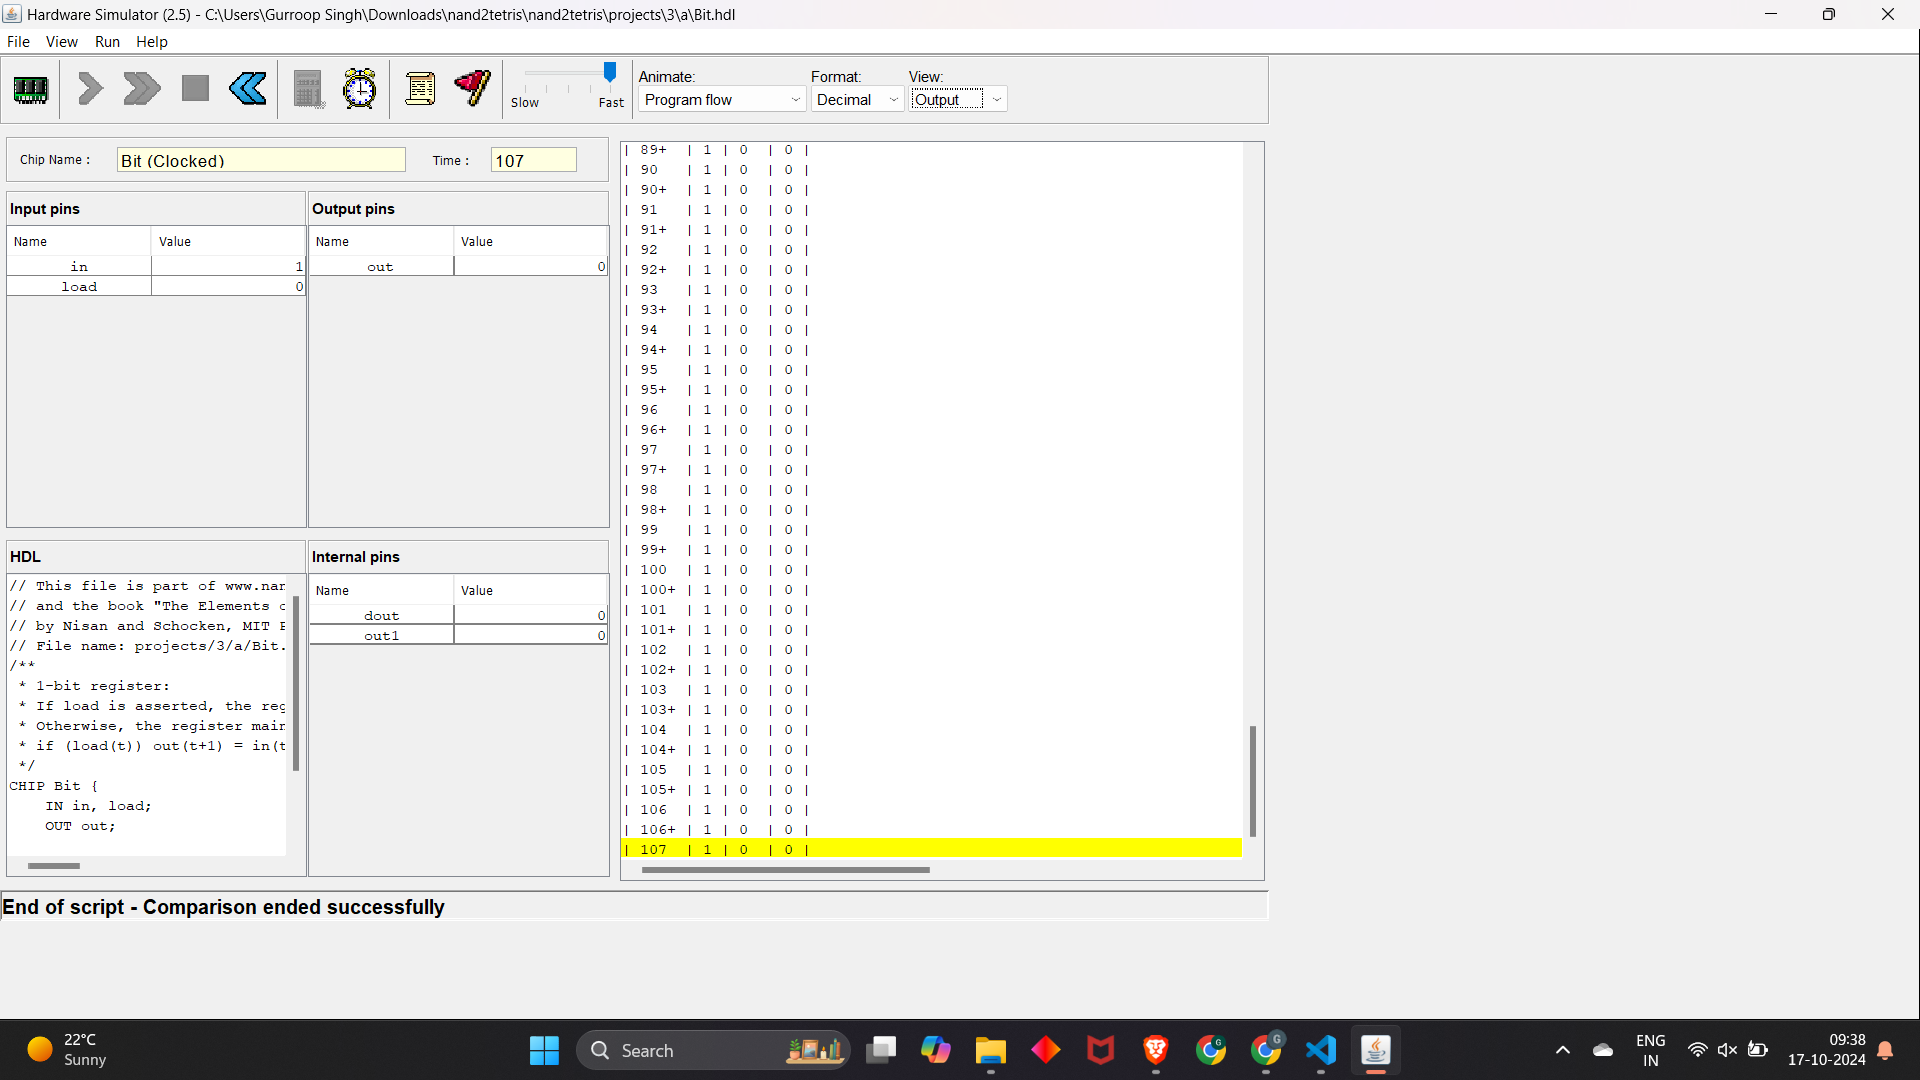 Hardware Simulator (2.5) - C:\Users\Gurroop Singh\Downloads\nand2tetris\nand2tetris\projects\3\a\Bit.hdl
File View Run Help
Slow Fast
Animate: Format: View:
Program flow Decimal Output
Chip Name : Bit (Clocked) Time : 107
Input pins
Name Value
in 1
load 0
Output pins
Name Value
out 0
HDL
// This file is part of www.nan
// and the book "The Elements o
// by Nisan and Schocken, MIT P
// File name: projects/3/a/Bit.
/**
* 1-bit register:
* If load is asserted, the reg
* Otherwise, the register main
* if (load(t)) out(t+1) = in(t
*/
CHIP Bit {
IN in, load;
OUT out;
Internal pins
Name Value
dout 0
out1 0
| 89+ | 1 | 0 | 0 |
| 90 | 1 | 0 | 0 |
| 90+ | 1 | 0 | 0 |
| 91 | 1 | 0 | 0 |
| 91+ | 1 | 0 | 0 |
| 92 | 1 | 0 | 0 |
| 92+ | 1 | 0 | 0 |
| 93 | 1 | 0 | 0 |
| 93+ | 1 | 0 | 0 |
| 94 | 1 | 0 | 0 |
| 94+ | 1 | 0 | 0 |
| 95 | 1 | 0 | 0 |
| 95+ | 1 | 0 | 0 |
| 96 | 1 | 0 | 0 |
| 96+ | 1 | 0 | 0 |
| 97 | 1 | 0 | 0 |
| 97+ | 1 | 0 | 0 |
| 98 | 1 | 0 | 0 |
| 98+ | 1 | 0 | 0 |
| 99 | 1 | 0 | 0 |
| 99+ | 1 | 0 | 0 |
| 100 | 1 | 0 | 0 |
| 100+ | 1 | 0 | 0 |
| 101 | 1 | 0 | 0 |
| 101+ | 1 | 0 | 0 |
| 102 | 1 | 0 | 0 |
| 102+ | 1 | 0 | 0 |
| 103 | 1 | 0 | 0 |
| 103+ | 1 | 0 | 0 |
| 104 | 1 | 0 | 0 |
| 104+ | 1 | 0 | 0 |
| 105 | 1 | 0 | 0 |
| 105+ | 1 | 0 | 0 |
| 106 | 1 | 0 | 0 |
| 106+ | 1 | 0 | 0 |
| 107 | 1 | 0 | 0 |
End of script - Comparison ended successfully
22°C
Sunny
Search
G
G
ENG
IN
09:38
17-10-2024